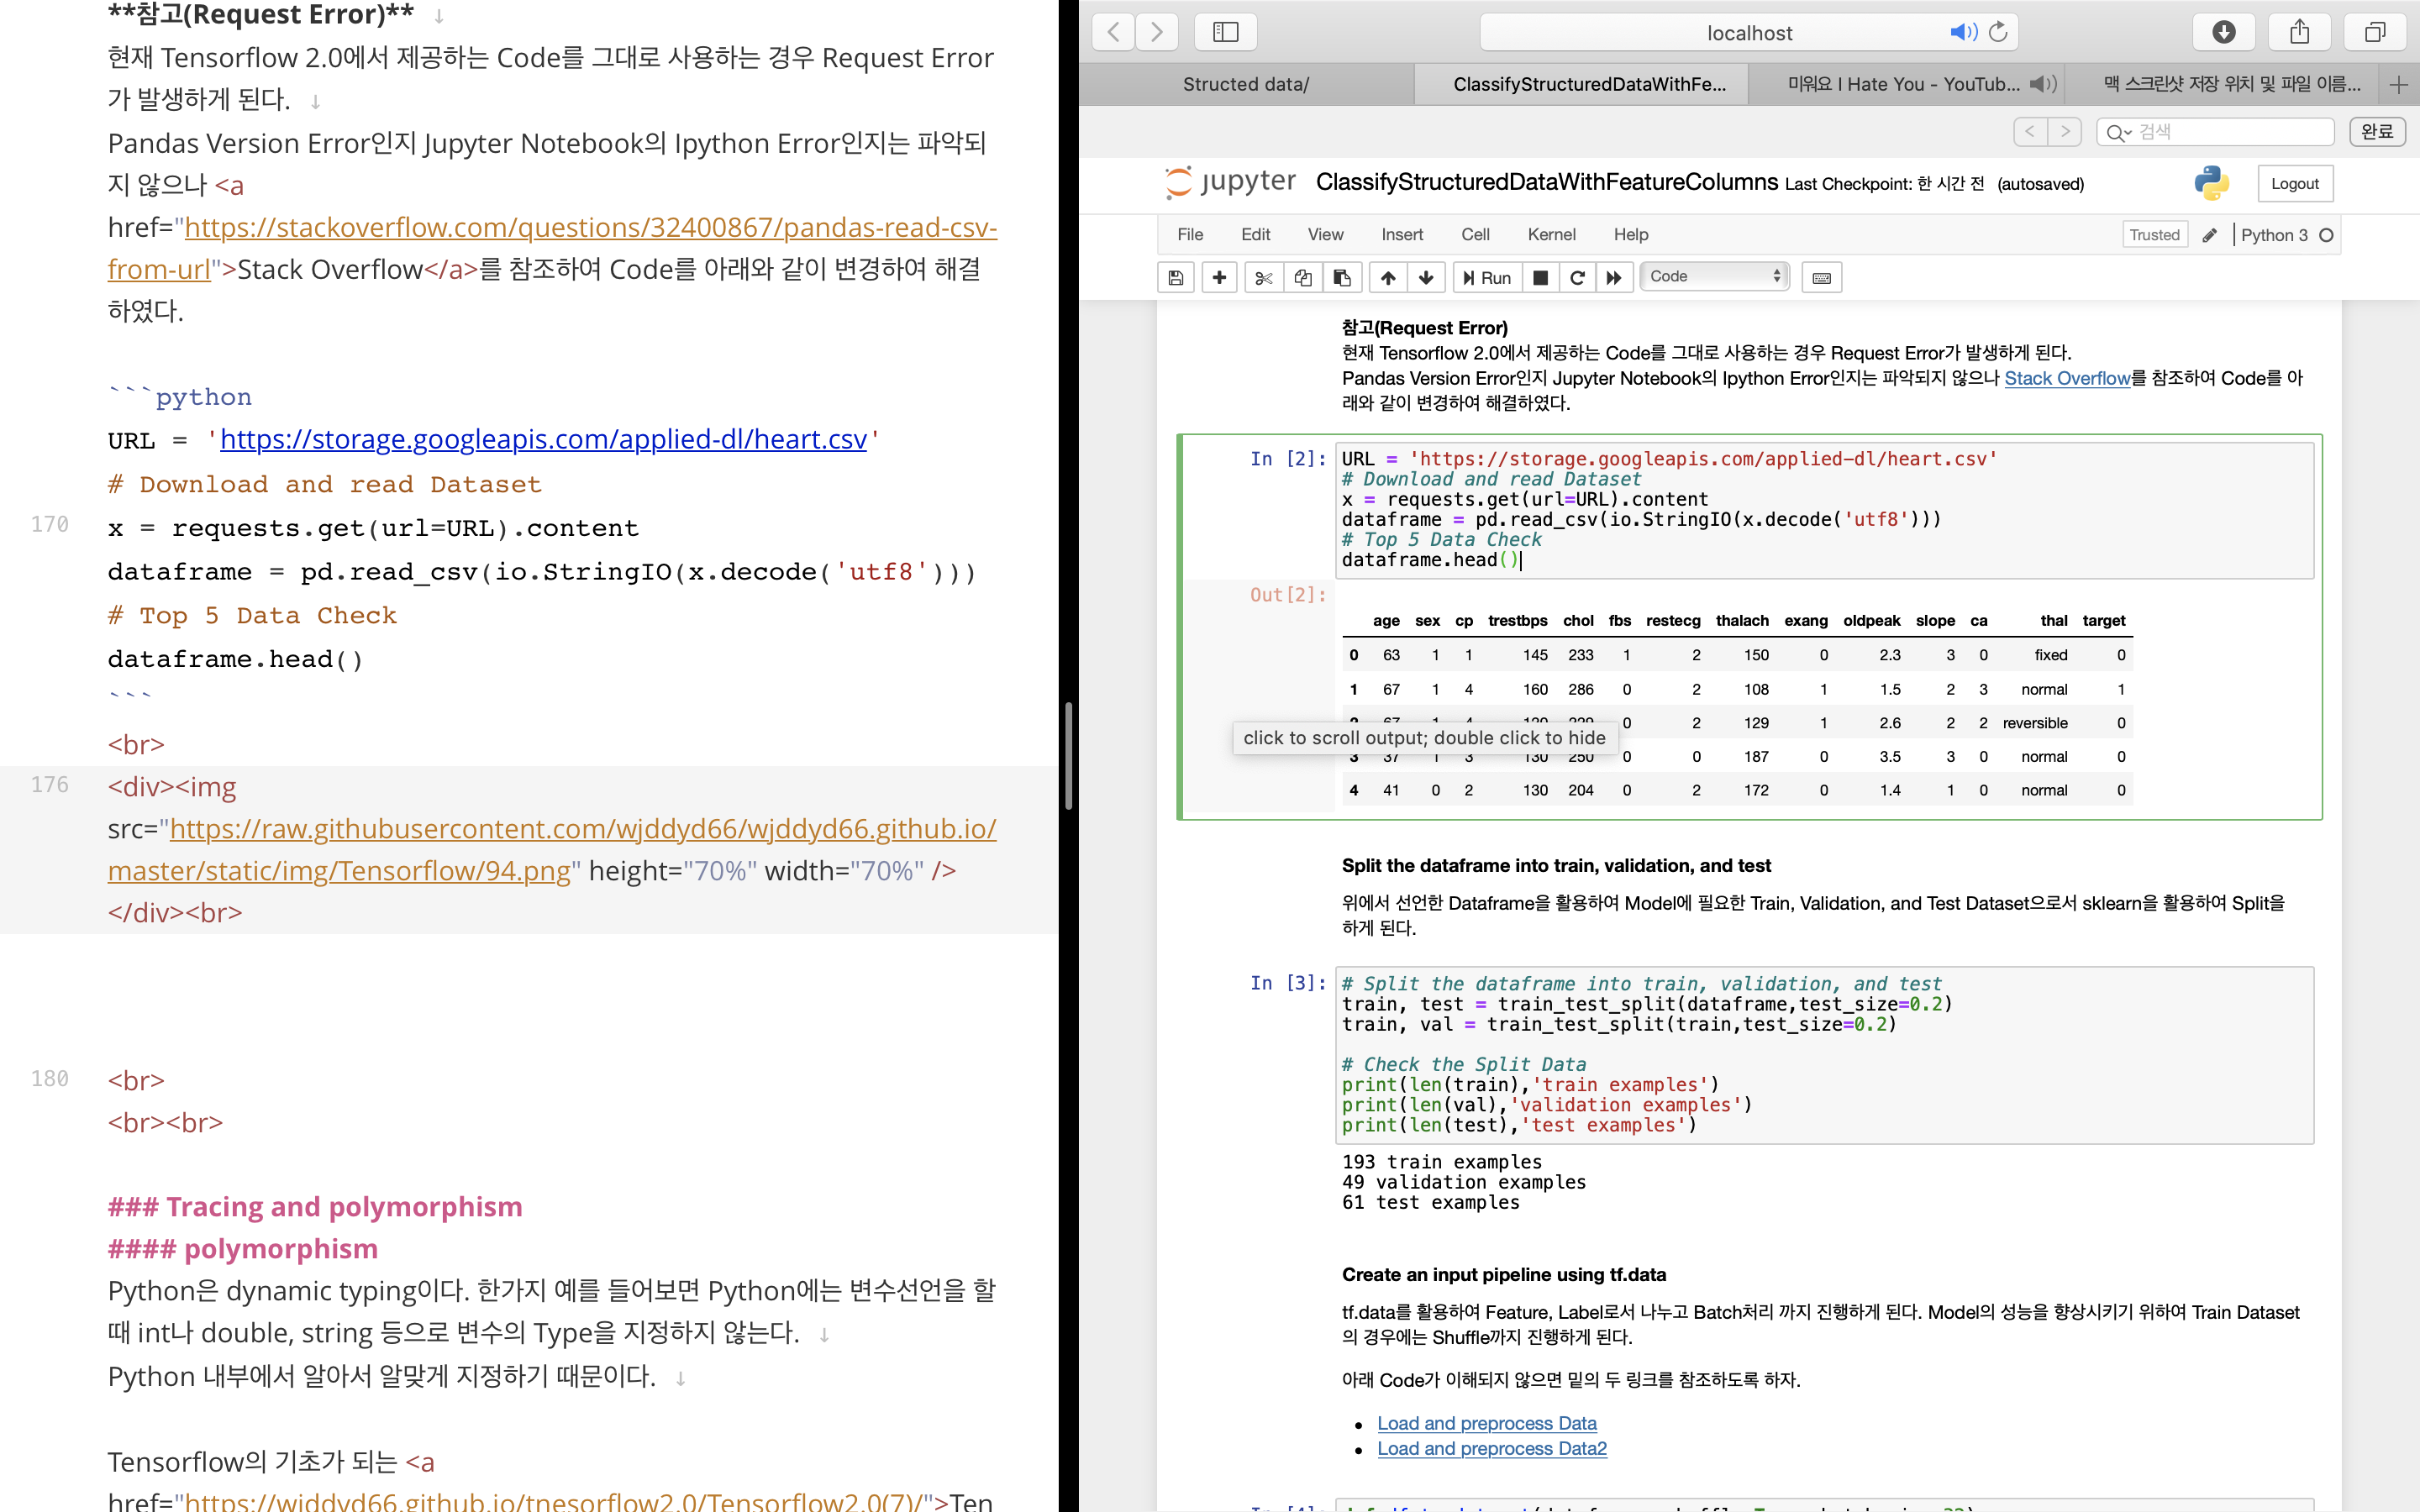 **참고(Request Error)** ↓
현재 Tensorflow 2.0에서 제공하는 Code를 그대로 사용하는 경우 Request Error
가 발생하게 된다. ↓
Pandas Version Error인지 Jupyter Notebook의 Ipython Error인지는 파악되
지 않으나 <a
href="https://stackoverflow.com/questions/32400867/pandas-read-csv-
from-url">Stack Overflow</a>를 참조하여 Code를 아래와 같이 변경하여 해결
하였다.
```python
URL = 'https://storage.googleapis.com/applied-dl/heart.csv'
# Download and read Dataset
170 x = requests.get(url=URL).content
dataframe = pd.read_csv(io.StringIO(x.decode('utf8')))
# Top 5 Data Check
dataframe.head()
```
<br>
176 <div><img
src="https://raw.githubusercontent.com/wjddyd66/wjddyd66.github.io/
master/static/img/Tensorflow/94.png" height="70%" width="70%" />
</div><br>
180 <br>
<br><br>
### Tracing and polymorphism
#### polymorphism
Python은 dynamic typing이다. 한가지 예를 들어보면 Python에는 변수선언을 할
때 int나 double, string 등으로 변수의 Type을 지정하지 않는다. ↓
Python 내부에서 알아서 알맞게 지정하기 때문이다. ↓
Tensorflow의 기초가 되는 <a
href="https://wjddyd66.github.io/tnesorflow2.0/Tensorflow2.0(7)/">Ten
localhost
Structed data/ ClassifyStructuredDataWithFe... 미워요 I Hate You - YouTub... 맥 스크린샷 저장 위치 및 파일 이름... +
검색 완료
jupyter ClassifyStructuredDataWithFeatureColumns Last Checkpoint: 한 시간 전 (autosaved) Logout
File Edit View Insert Cell Kernel Help Trusted Python 3
Run Code
참고(Request Error)
현재 Tensorflow 2.0에서 제공하는 Code를 그대로 사용하는 경우 Request Error가 발생하게 된다.
Pandas Version Error인지 Jupyter Notebook의 Ipython Error인지는 파악되지 않으나 Stack Overflow를 참조하여 Code를 아
래와 같이 변경하여 해결하였다.
In [2]: URL = 'https://storage.googleapis.com/applied-dl/heart.csv'
# Download and read Dataset
x = requests.get(url=URL).content
dataframe = pd.read_csv(io.StringIO(x.decode('utf8')))
# Top 5 Data Check
dataframe.head()
Out[2]:
age sex cp trestbps chol fbs restecg thalach exang oldpeak slope ca thal target
0 63 1 1 145 233 1 2 150 0 2.3 3 0 fixed 0
1 67 1 4 160 286 0 2 108 1 1.5 2 3 normal 1
2 67 1 4 120 229 0 2 129 1 2.6 2 2 reversible 0
click to scroll output; double click to hide
3 37 1 3 130 250 0 0 187 0 3.5 3 0 normal 0
4 41 0 2 130 204 0 2 172 0 1.4 1 0 normal 0
Split the dataframe into train, validation, and test
위에서 선언한 Dataframe을 활용하여 Model에 필요한 Train, Validation, and Test Dataset으로서 sklearn을 활용하여 Split을
하게 된다.
In [3]: # Split the dataframe into train, validation, and test
train, test = train_test_split(dataframe,test_size=0.2)
train, val = train_test_split(train,test_size=0.2)
# Check the Split Data
print(len(train),'train examples')
print(len(val),'validation examples')
print(len(test),'test examples')
193 train examples
49 validation examples
61 test examples
Create an input pipeline using tf.data
tf.data를 활용하여 Feature, Label로서 나누고 Batch처리 까지 진행하게 된다. Model의 성능을 향상시키기 위하여 Train Dataset
의 경우에는 Shuffle까지 진행하게 된다.
아래 Code가 이해되지 않으면 밑의 두 링크를 참조하도록 하자.
• Load and preprocess Data
• Load and preprocess Data2